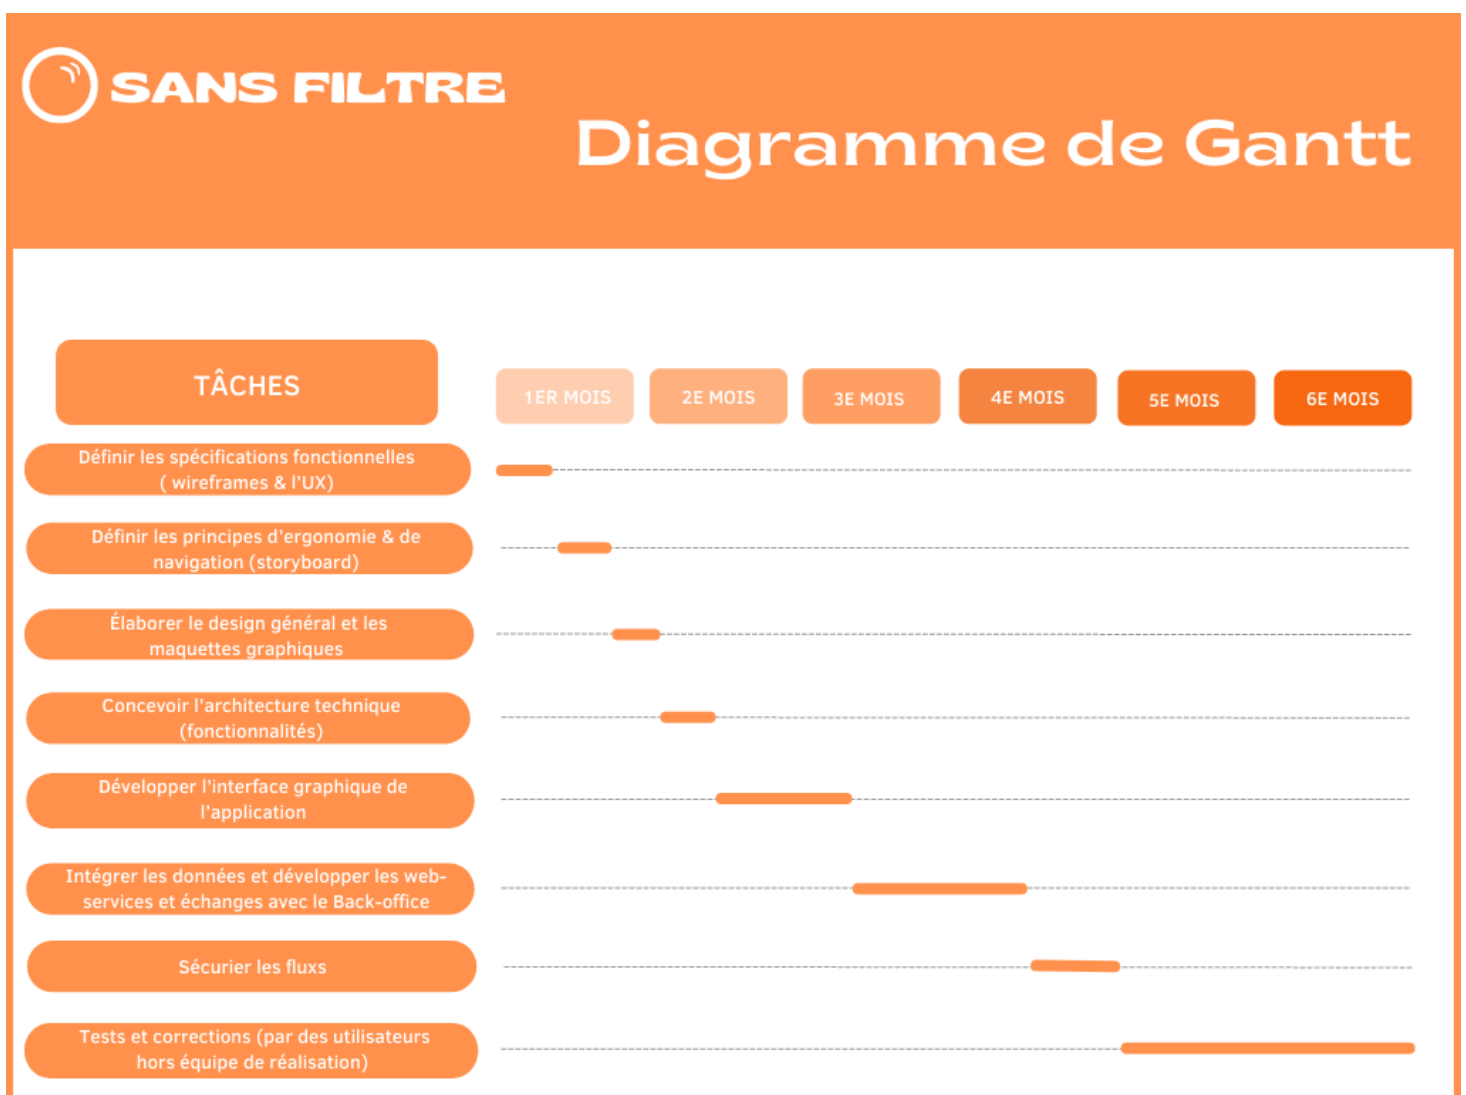 SANS FILTRE
Diagramme de Gantt
TÂCHES
1ER MOIS
2E MOIS
3E MOIS
4E MOIS
5E MOIS
6E MOIS
Définir les spécifications fonctionnelles
( wireframes & l'UX)
Définir les principes d'ergonomie & de
navigation (storyboard)
Élaborer le design général et les
maquettes graphiques
Concevoir l'architecture technique
(fonctionnalités)
Développer l'interface graphique de
l'application
Intégrer les données et développer les web-
services et échanges avec le Back-office
Sécurier les fluxs
Tests et corrections (par des utilisateurs
hors équipe de réalisation)